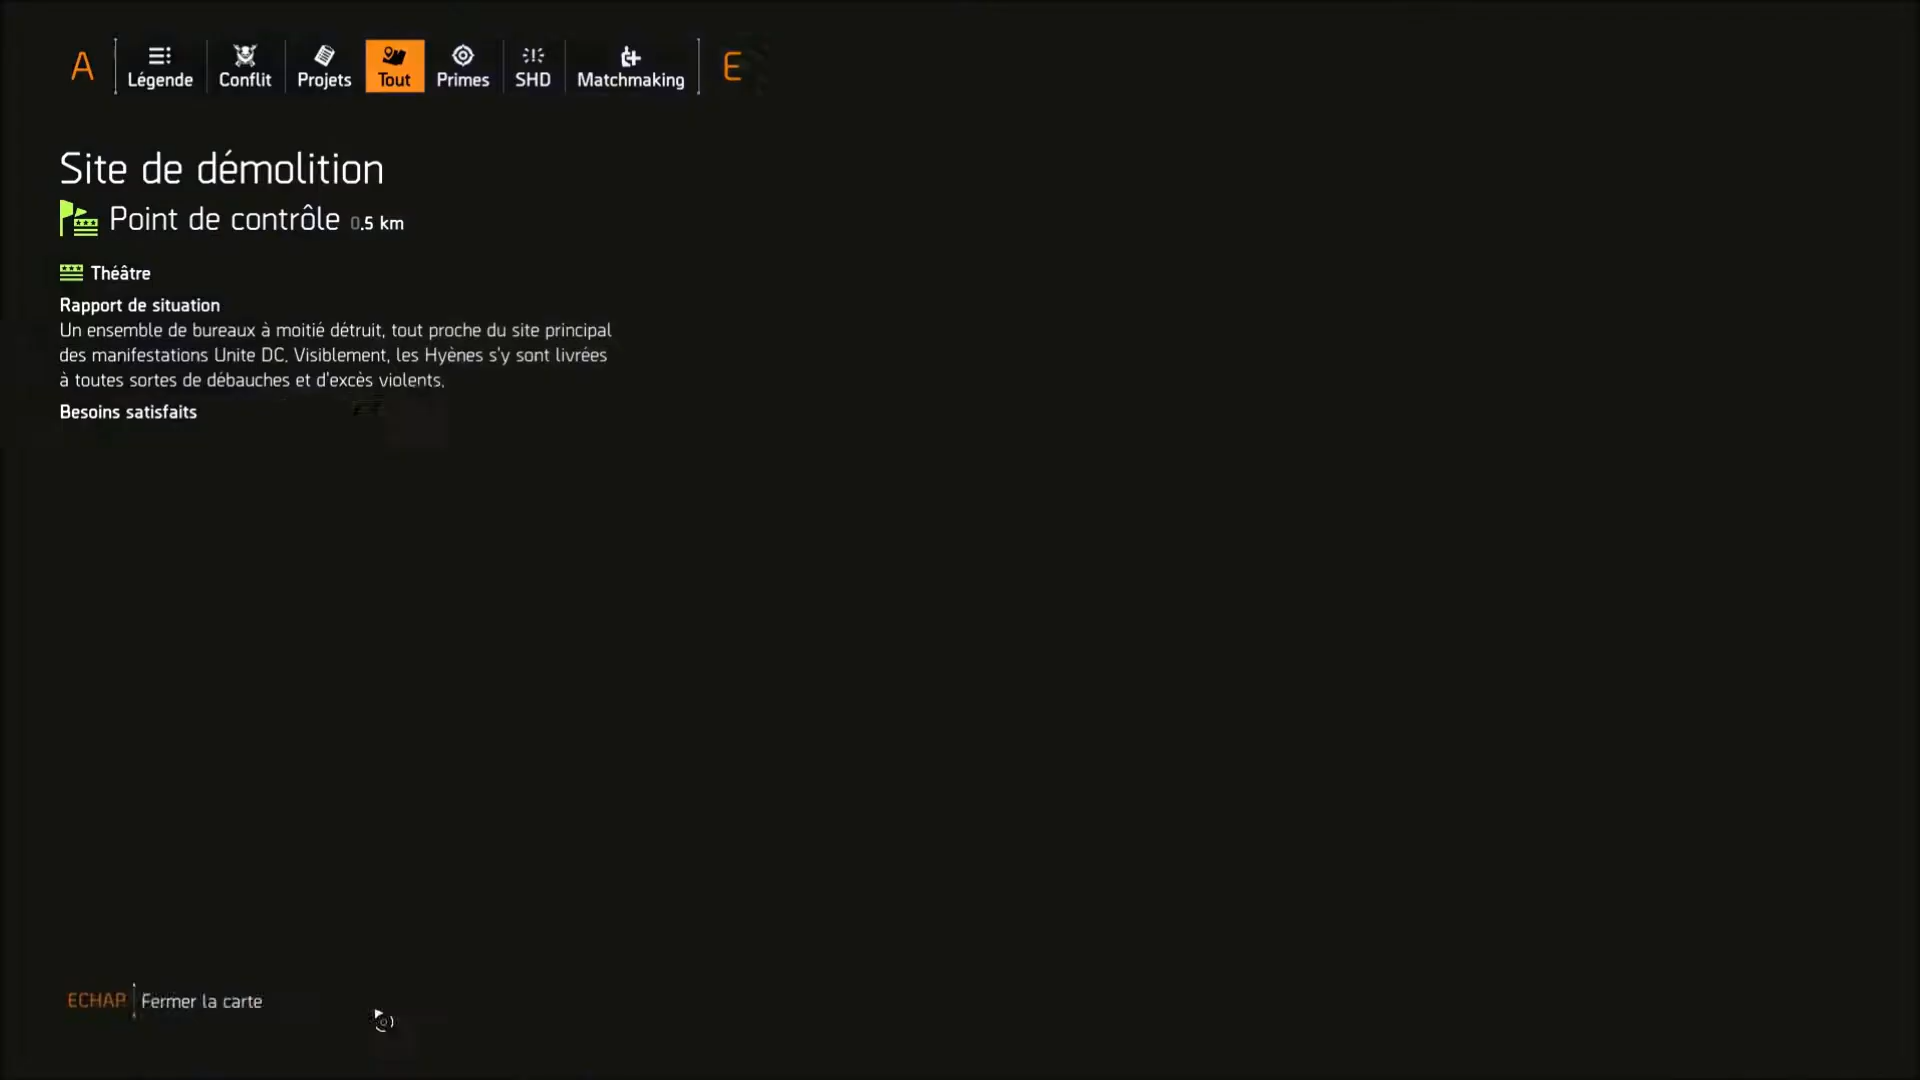 A
Légende
Conflit
Projets
Tout
Primes
SHD
Matchmaking
E
Site de démolition
Point de contrôle 0.5 km
Théâtre
Rapport de situation
Un ensemble de bureaux à moitié détruit, tout proche du site principal
des manifestations Unite DC. Visiblement, les Hyènes s'y sont livrées
à toutes sortes de débauches et d'excès violents.
Besoins satisfaits
ECHAP Fermer la carte